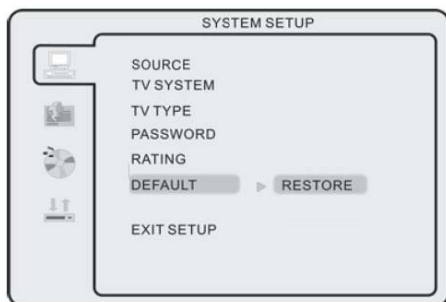 SYSTEM SETUP
SOURCE
TV SYSTEM
TV TYPE
PASSWORD
RATING
DEFAULT RESTORE
EXIT SETUP